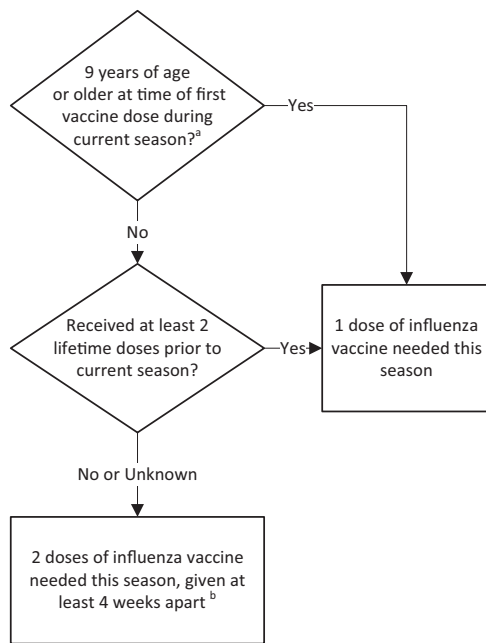 9 years of age
or older at time of first
vaccine dose during
current season?ᵃ
Yes
No
Received at least 2
lifetime doses prior to
current season?
Yes
1 dose of influenza
vaccine needed this
season
No or Unknown
2 doses of influenza vaccine
needed this season, given at
least 4 weeks apart ᵇ